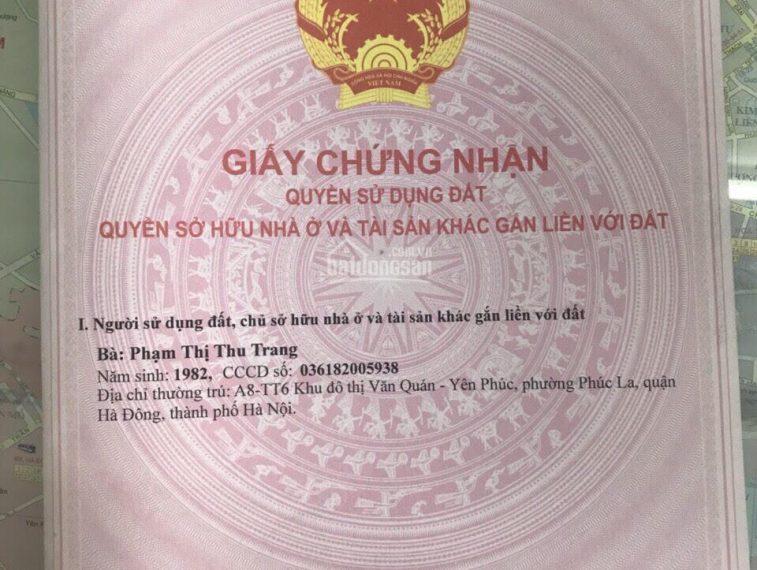 CỘNG HÒA XÃ HỘI CHỦ NGHĨA
VIỆT NAM
GIẤY CHỨNG NHẬN
QUYỀN SỬ DỤNG ĐẤT
QUYỀN SỞ HỮU NHÀ Ở VÀ TÀI SẢN KHÁC GẮN LIỀN VỚI ĐẤT
batdongsan.com.vn
I. Người sử dụng đất, chủ sở hữu nhà ở và tài sản khác gắn liền với đất
Bà: Phạm Thị Thu Trang
Năm sinh: 1982, CCCD số: 036182005938
Địa chỉ thường trú: A8-TT6 Khu đô thị Văn Quán - Yên Phúc, phường Phúc La, quận
Hà Đông, thành phố Hà Nội.
KIM
LIÊN